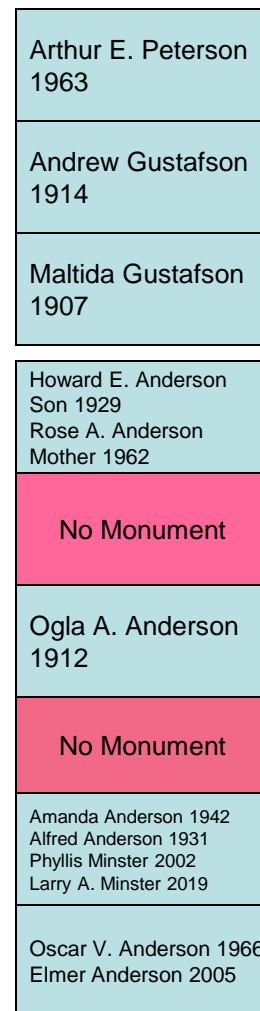 Arthur E. Peterson
1963
Andrew Gustafson
1914
Maltida Gustafson
1907
Howard E. Anderson
Son 1929
Rose A. Anderson
Mother 1962
No Monument
Ogla A. Anderson
1912
No Monument
Amanda Anderson 1942
Alfred Anderson 1931
Phyllis Minster 2002
Larry A. Minster 2019
Oscar V. Anderson 1966
Elmer Anderson 2005